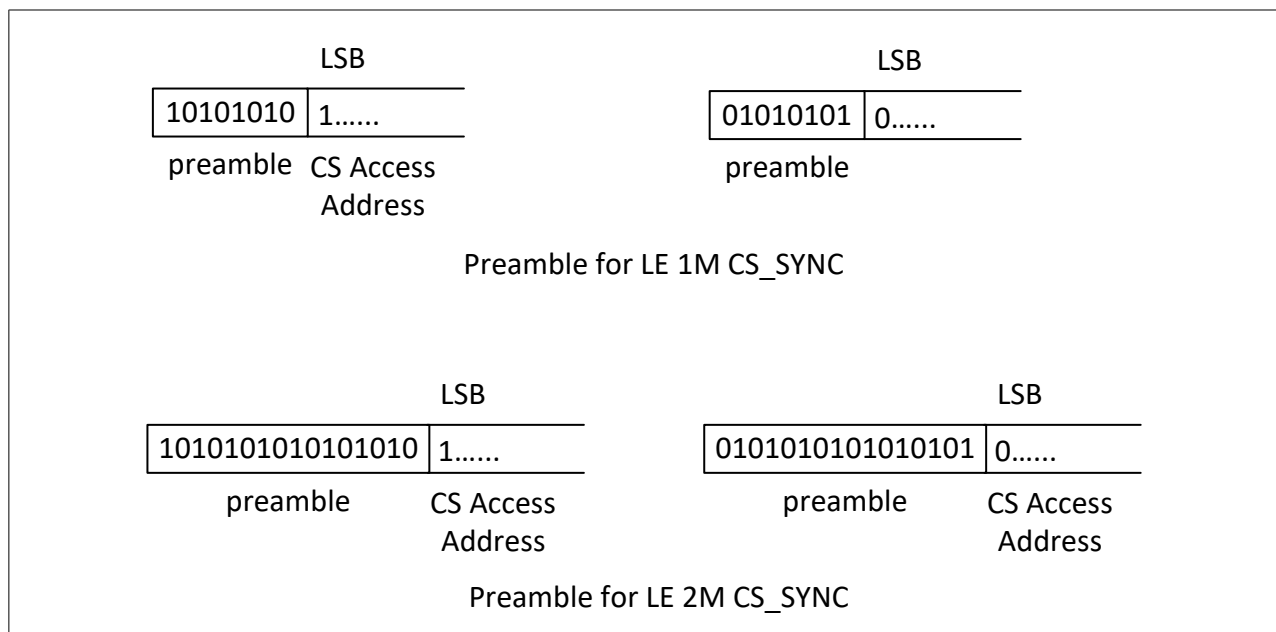 LSB LSB
10101010 1...... 01010101 0......
preamble CS Access preamble
Address
Preamble for LE 1M CS_SYNC
LSB LSB
1010101010101010 1...... 0101010101010101 0......
preamble CS Access preamble CS Access
Address Address
Preamble for LE 2M CS_SYNC